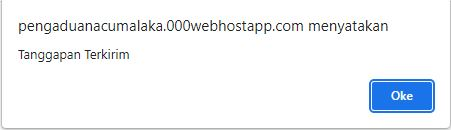 pengaduanacumalaka.000webhostapp.com menyatakan
Tanggapan Terkirim
Oke